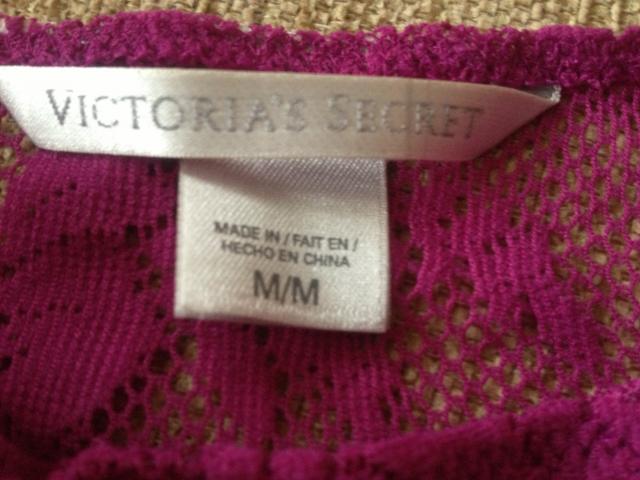 VICTORIA'S SECRET
MADE IN / FAIT EN /
HECHO EN CHINA
M/M